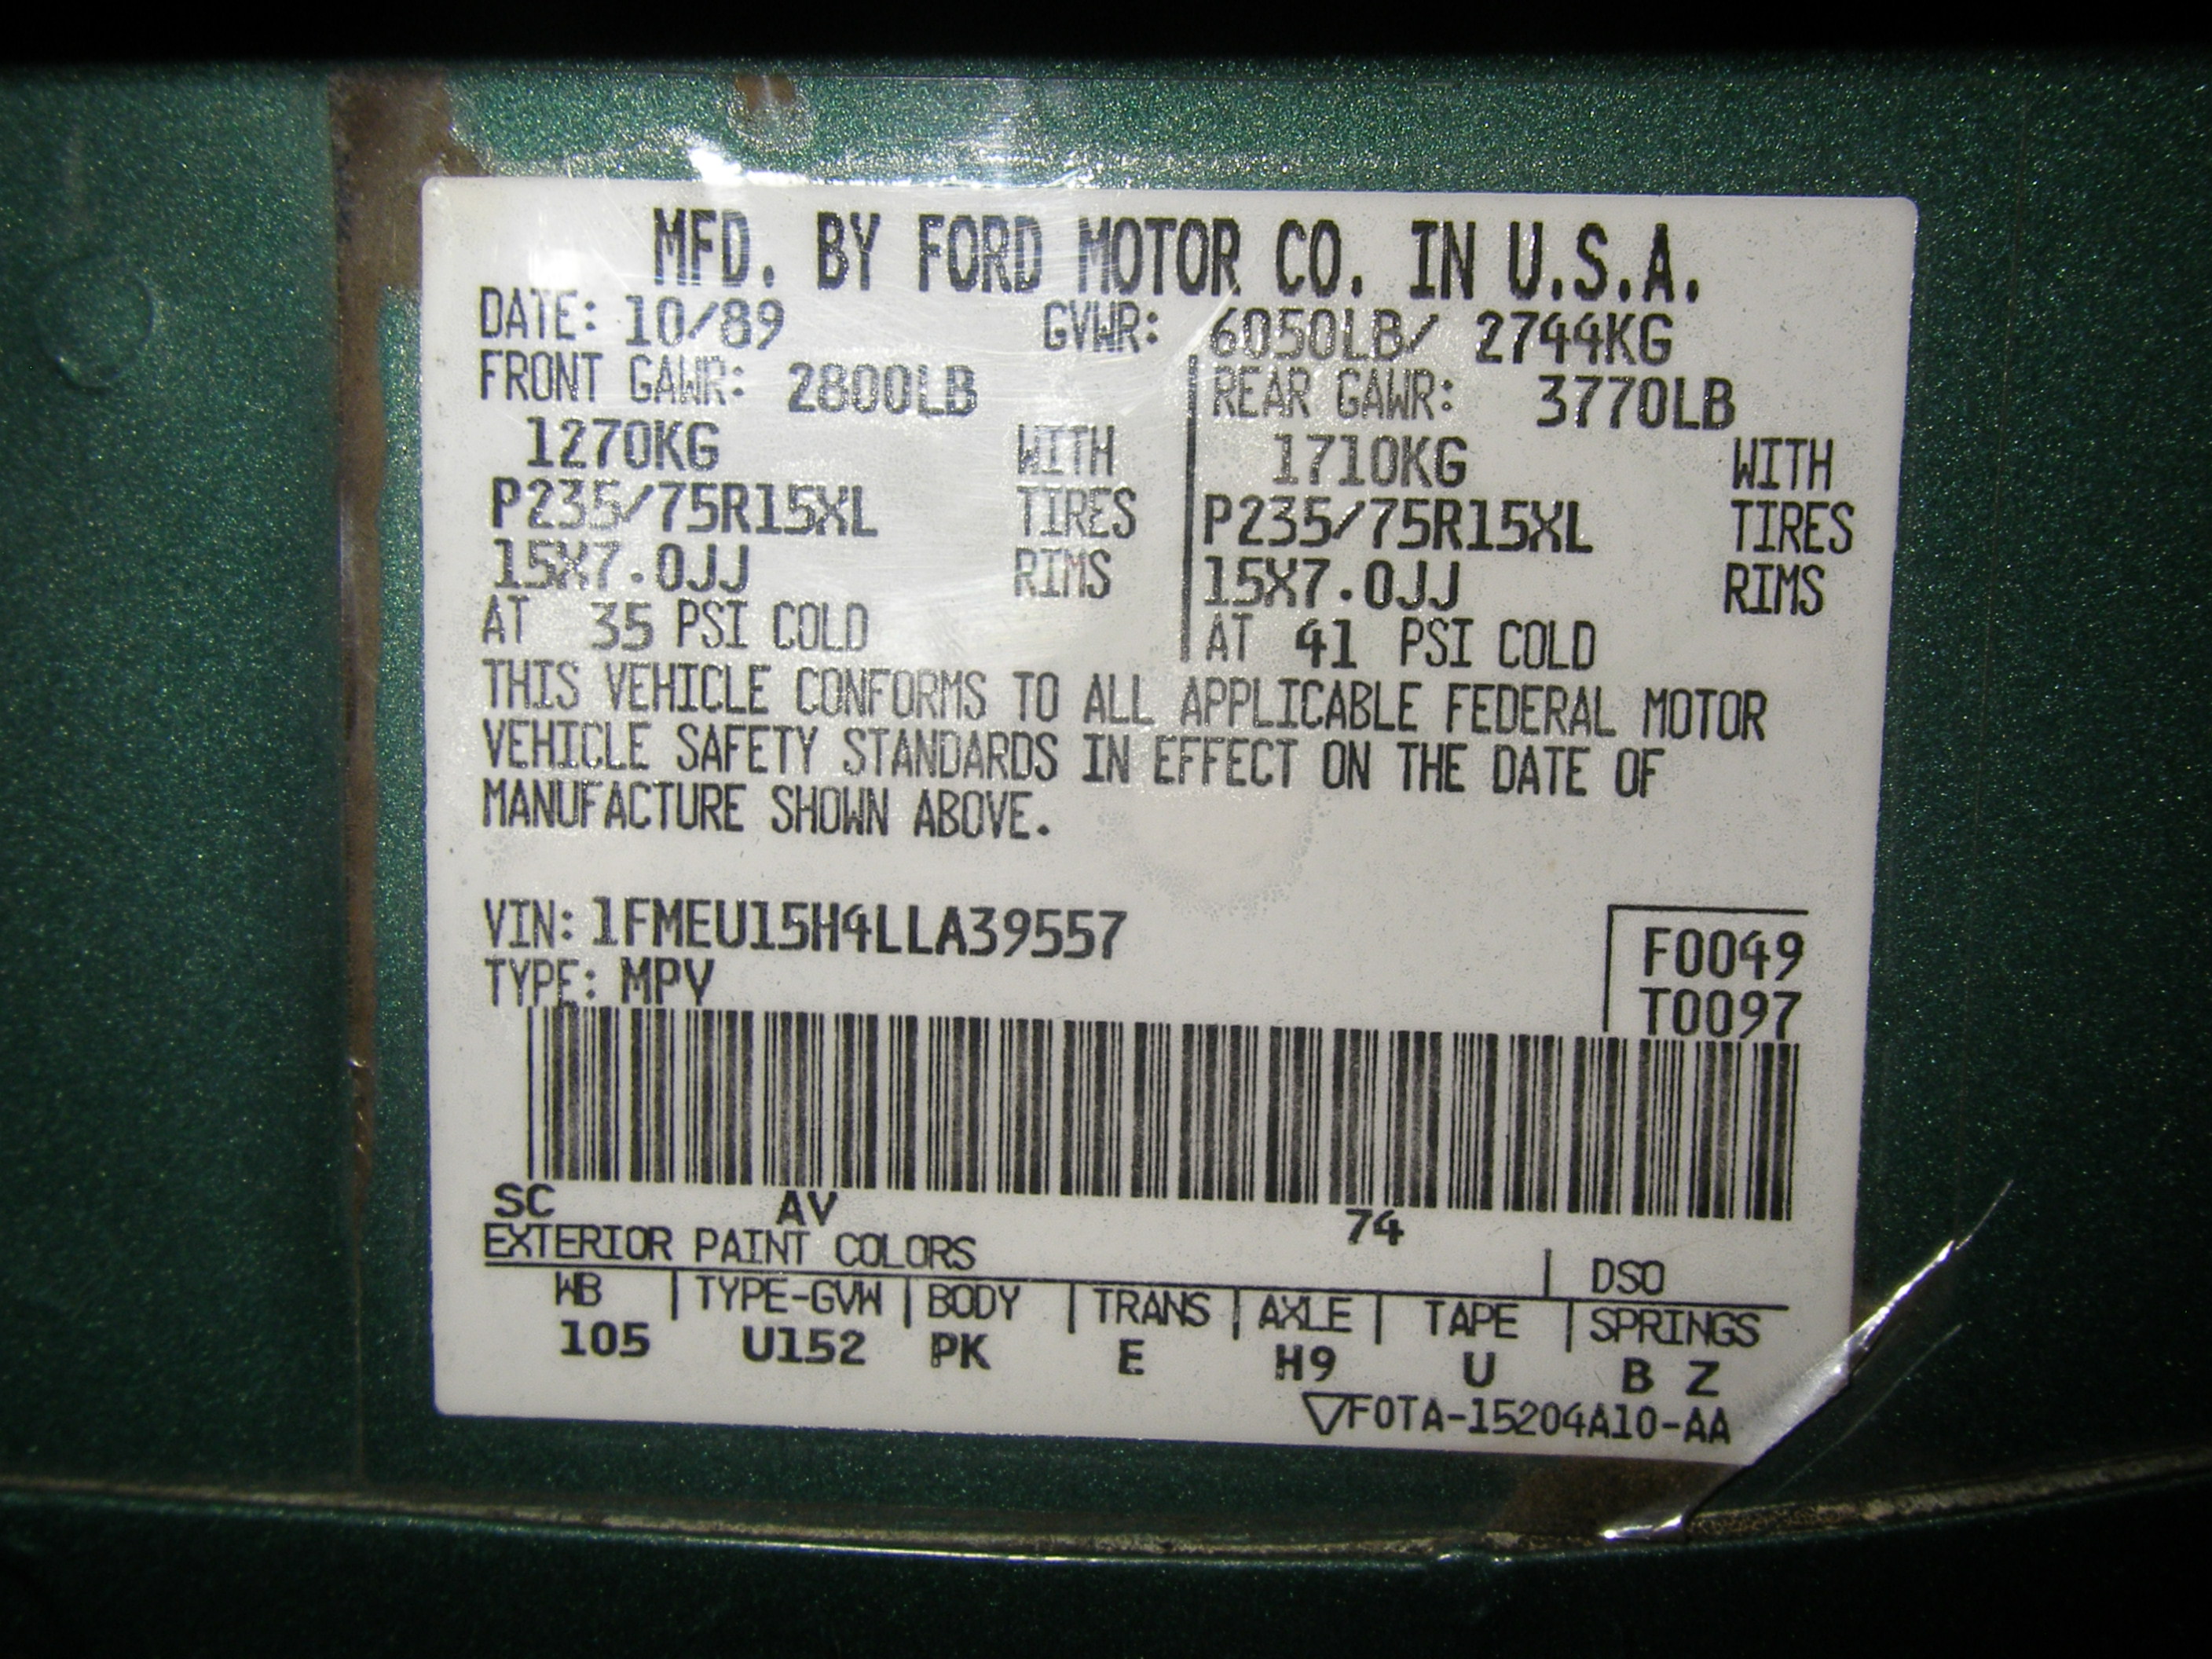 MFD. BY FORD MOTOR CO. IN U.S.A.
DATE: 10/89 GVWR: 6050LB/ 2744KG
FRONT GAWR: 2800LB REAR GAWR: 3770LB
1270KG WITH 1710KG WITH
P235/75R15XL TIRES P235/75R15XL TIRES
15X7.0JJ RIMS 15X7.0JJ RIMS
AT 35 PSI COLD AT 41 PSI COLD
THIS VEHICLE CONFORMS TO ALL APPLICABLE FEDERAL MOTOR
VEHICLE SAFETY STANDARDS IN EFFECT ON THE DATE OF
MANUFACTURE SHOWN ABOVE.
VIN: 1FMEU15H4LLA39557 F0049
TYPE: MPV T0097
SC AV 74
EXTERIOR PAINT COLORS DSO
WB TYPE-GVW BODY TRANS AXLE TAPE SPRINGS
105 U152 PK E H9 U B Z
▽F0TA-15204A10-AA